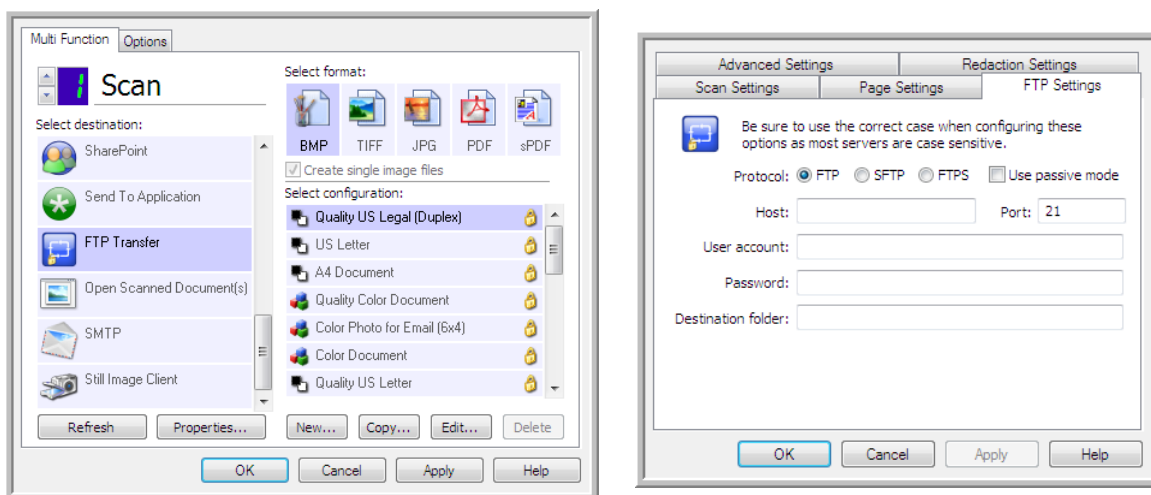 Multi Function
Options
1
Scan
Select destination:
SharePoint
Send To Application
FTP Transfer
Open Scanned Document(s)
SMTP
Still Image Client
Refresh
Properties...
Select format:
BMP
TIFF
JPG
PDF
sPDF
Create single image files
Select configuration:
Quality US Legal (Duplex)
US Letter
A4 Document
Quality Color Document
Color Photo for Email (6x4)
Color Document
Quality US Letter
New...
Copy...
Edit...
Delete
OK
Cancel
Apply
Help
Advanced Settings
Redaction Settings
Scan Settings
Page Settings
FTP Settings
Be sure to use the correct case when configuring these
options as most servers are case sensitive.
Protocol: FTP SFTP FTPS Use passive mode
Host:
Port: 21
User account:
Password:
Destination folder:
OK
Cancel
Apply
Help